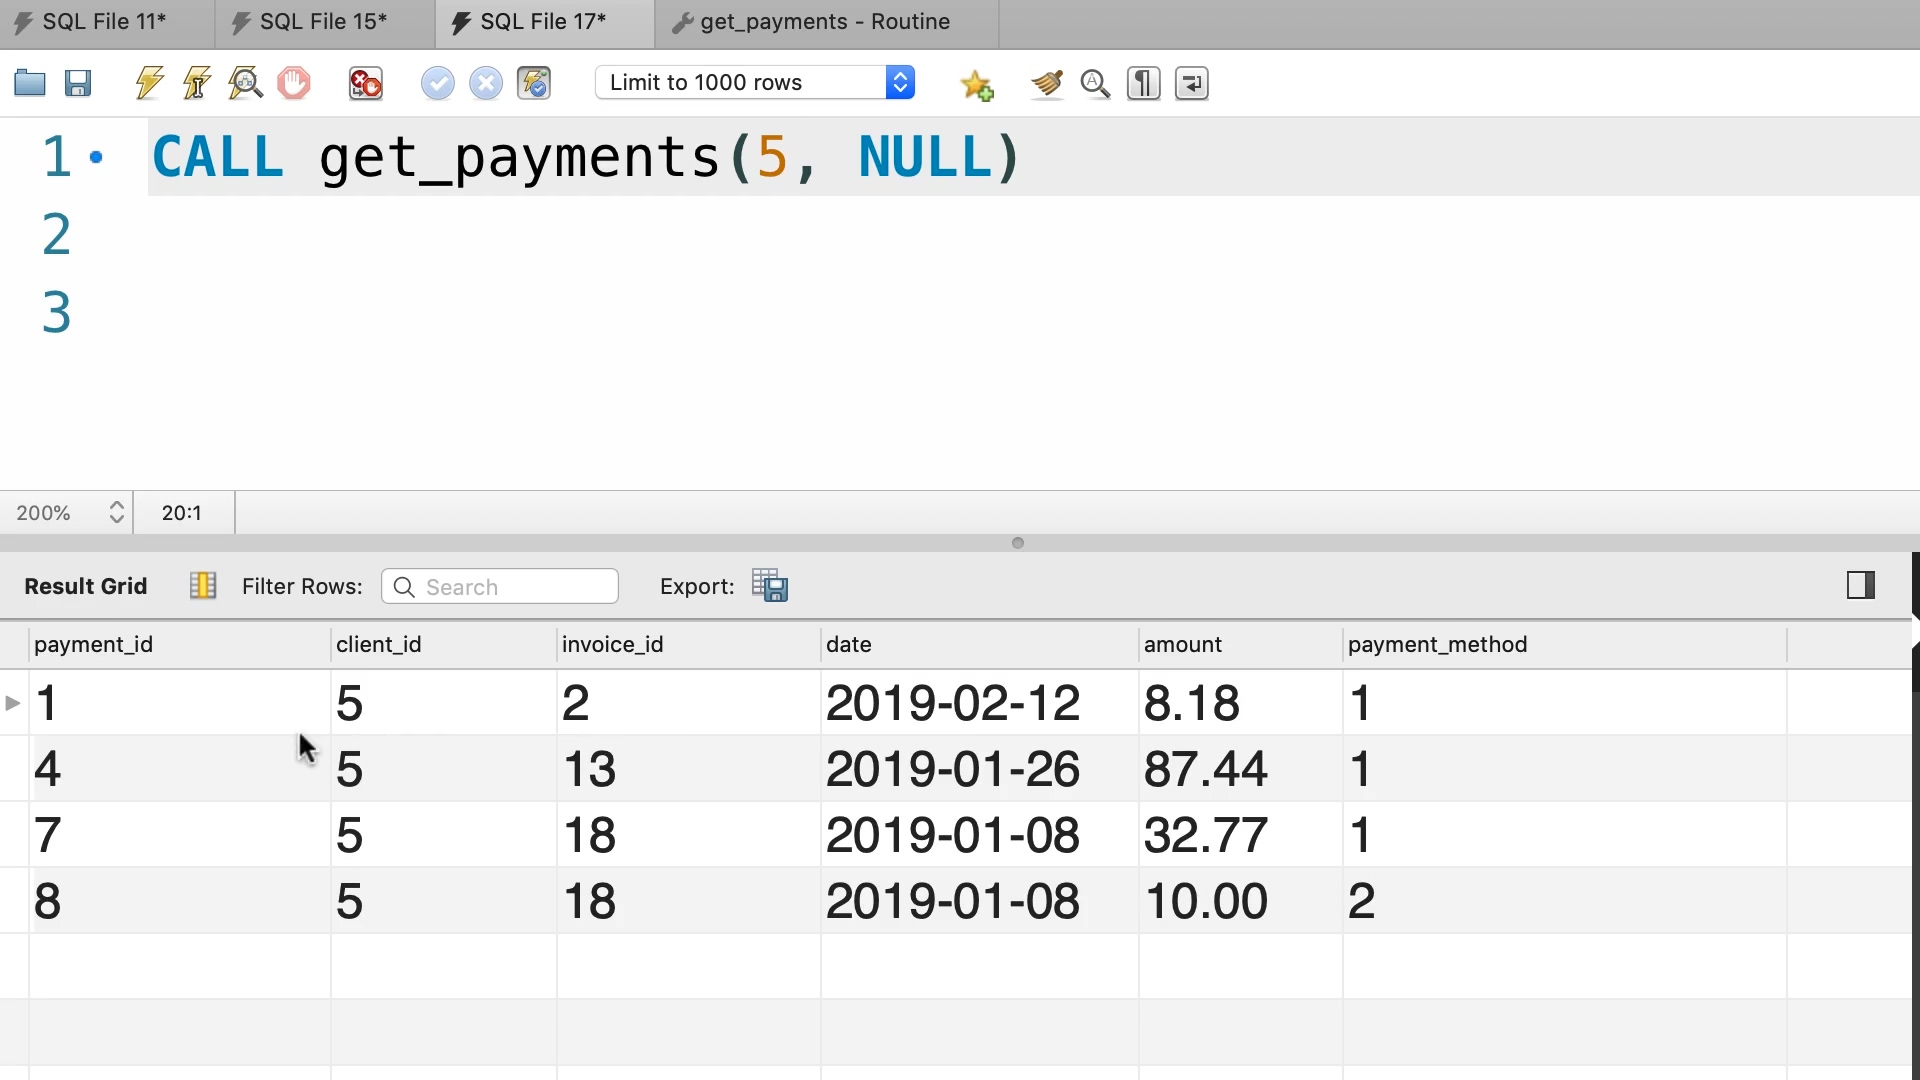 SQL File 11* SQL File 15* SQL File 17* get_payments - Routine
Limit to 1000 rows
1 CALL get_payments(5, NULL)
2
3
200% 20:1
Result Grid Filter Rows: Search Export:
payment_id client_id invoice_id date amount payment_method
1 5 2 2019-02-12 8.18 1
4 5 13 2019-01-26 87.44 1
7 5 18 2019-01-08 32.77 1
8 5 18 2019-01-08 10.00 2